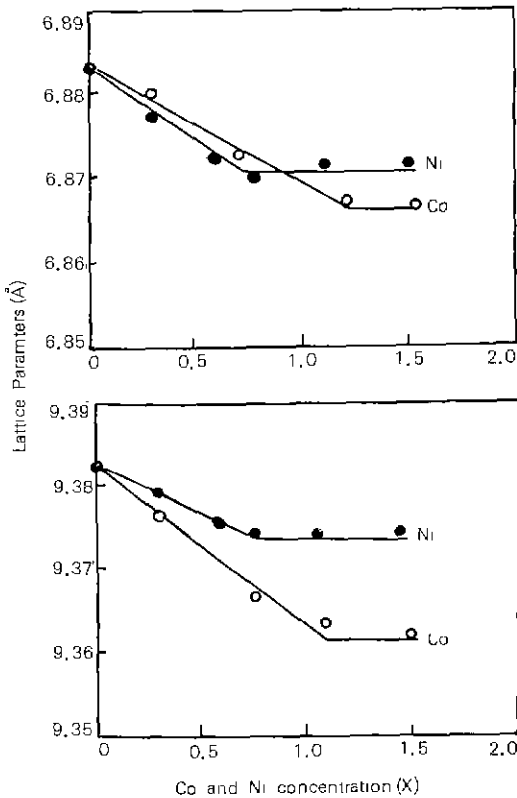 6.89
6.88
6.87
6.86
6.85
Ni
Co
0 0.5 1.0 1.5 2.0
Lattice Paramters (Å)
9.39
9.38
9.37
9.36
9.35
Ni
Co
0 0.5 1.0 1.5 2.0
Co and Ni concentration (X)